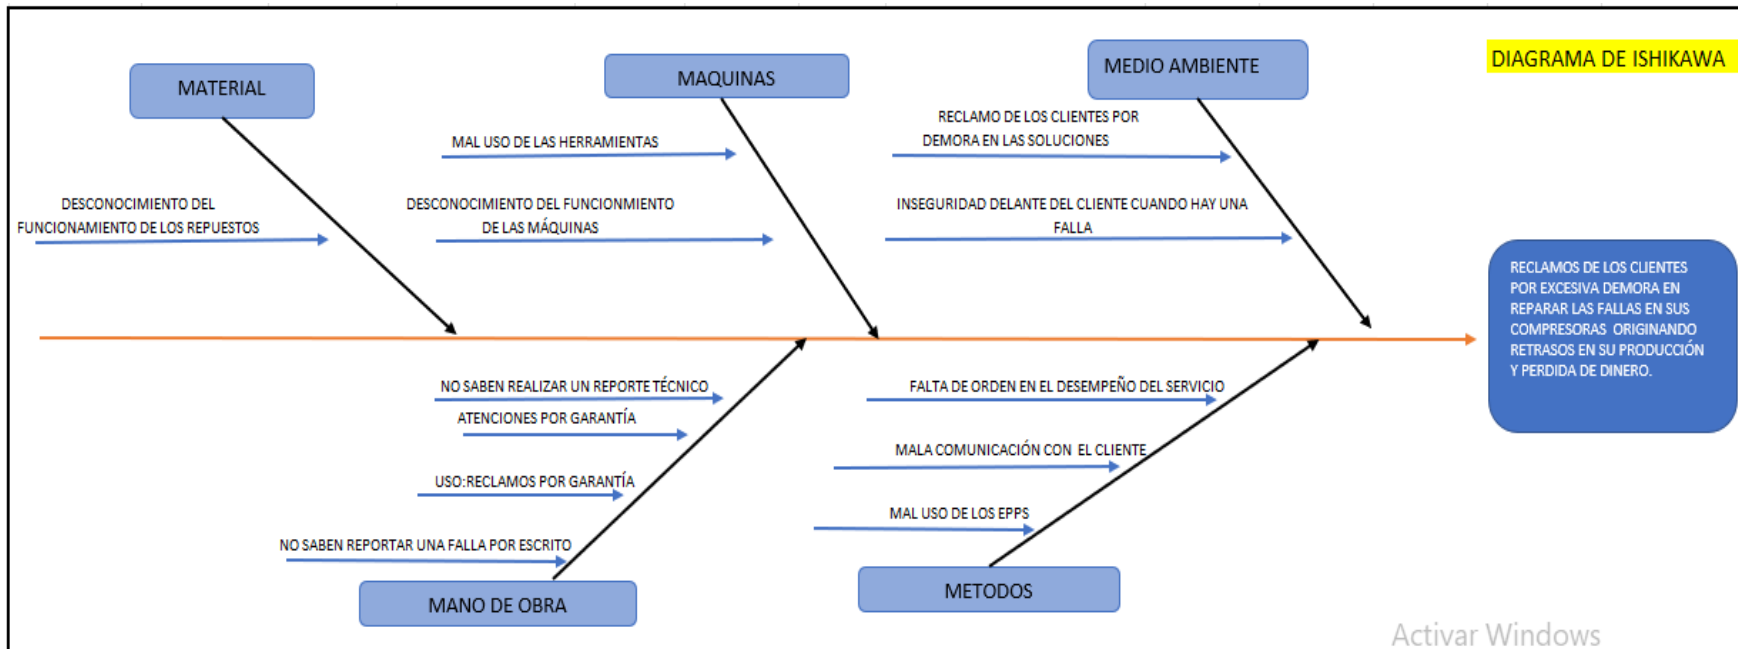 DIAGRAMA DE ISHIKAWA
MATERIAL
DESCONOCIMIENTO DEL
FUNCIONAMIENTO DE LOS REPUESTOS
MAQUINAS
MAL USO DE LAS HERRAMIENTAS
DESCONOCIMIENTO DEL FUNCIONMIENTO
DE LAS MÁQUINAS
MEDIO AMBIENTE
RECLAMO DE LOS CLIENTES POR
DEMORA EN LAS SOLUCIONES
INSEGURIDAD DELANTE DEL CLIENTE CUANDO HAY UNA
FALLA
RECLAMOS DE LOS CLIENTES
POR EXCESIVA DEMORA EN
REPARAR LAS FALLAS EN SUS
COMPRESORAS ORIGINANDO
RETRASOS EN SU PRODUCCIÓN
Y PERDIDA DE DINERO.
NO SABEN REALIZAR UN REPORTE TÉCNICO
ATENCIONES POR GARANTÍA
USO:RECLAMOS POR GARANTÍA
NO SABEN REPORTAR UNA FALLA POR ESCRITO
MANO DE OBRA
FALTA DE ORDEN EN EL DESEMPEÑO DEL SERVICIO
MALA COMUNICACIÓN CON EL CLIENTE
MAL USO DE LOS EPPS
METODOS
Activar Windows